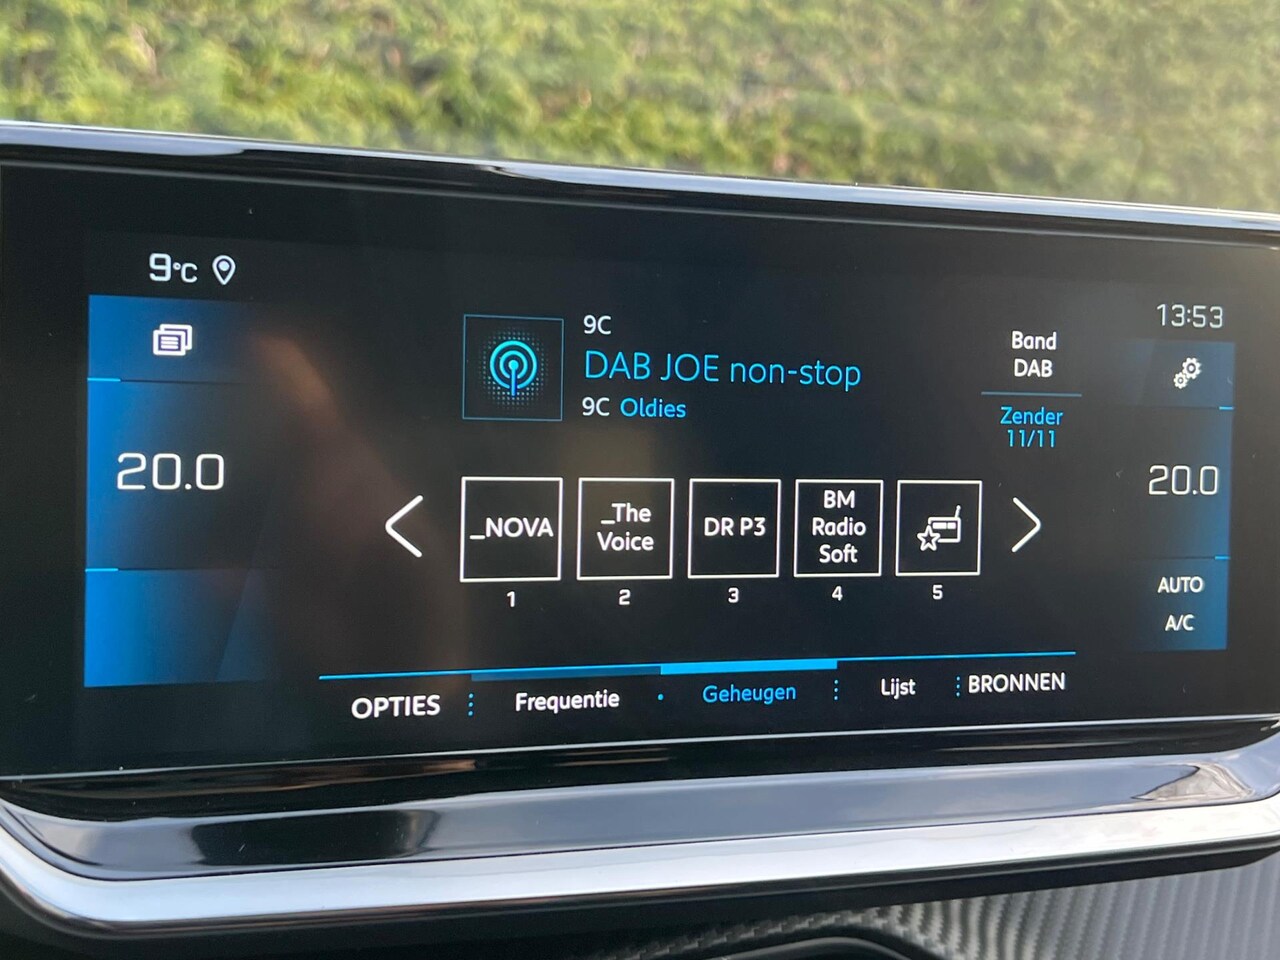 9°C
13:53
9C
DAB JOE non-stop
9C Oldies
Band
DAB
Zender
11/11
20.0
20.0
_NOVA
_The
Voice
DR P3
BM
Radio
Soft
1
2
3
4
5
AUTO
A/C
OPTIES
Frequentie
Geheugen
Lijst
BRONNEN